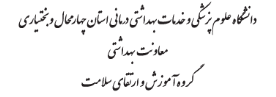 دانشگاه علوم پزشکی و خدمات بهداشتی درمانی استان چهارمحال و بختیاری
معاونت بهداشتی
گروه آموزش و ارتقای سلامت